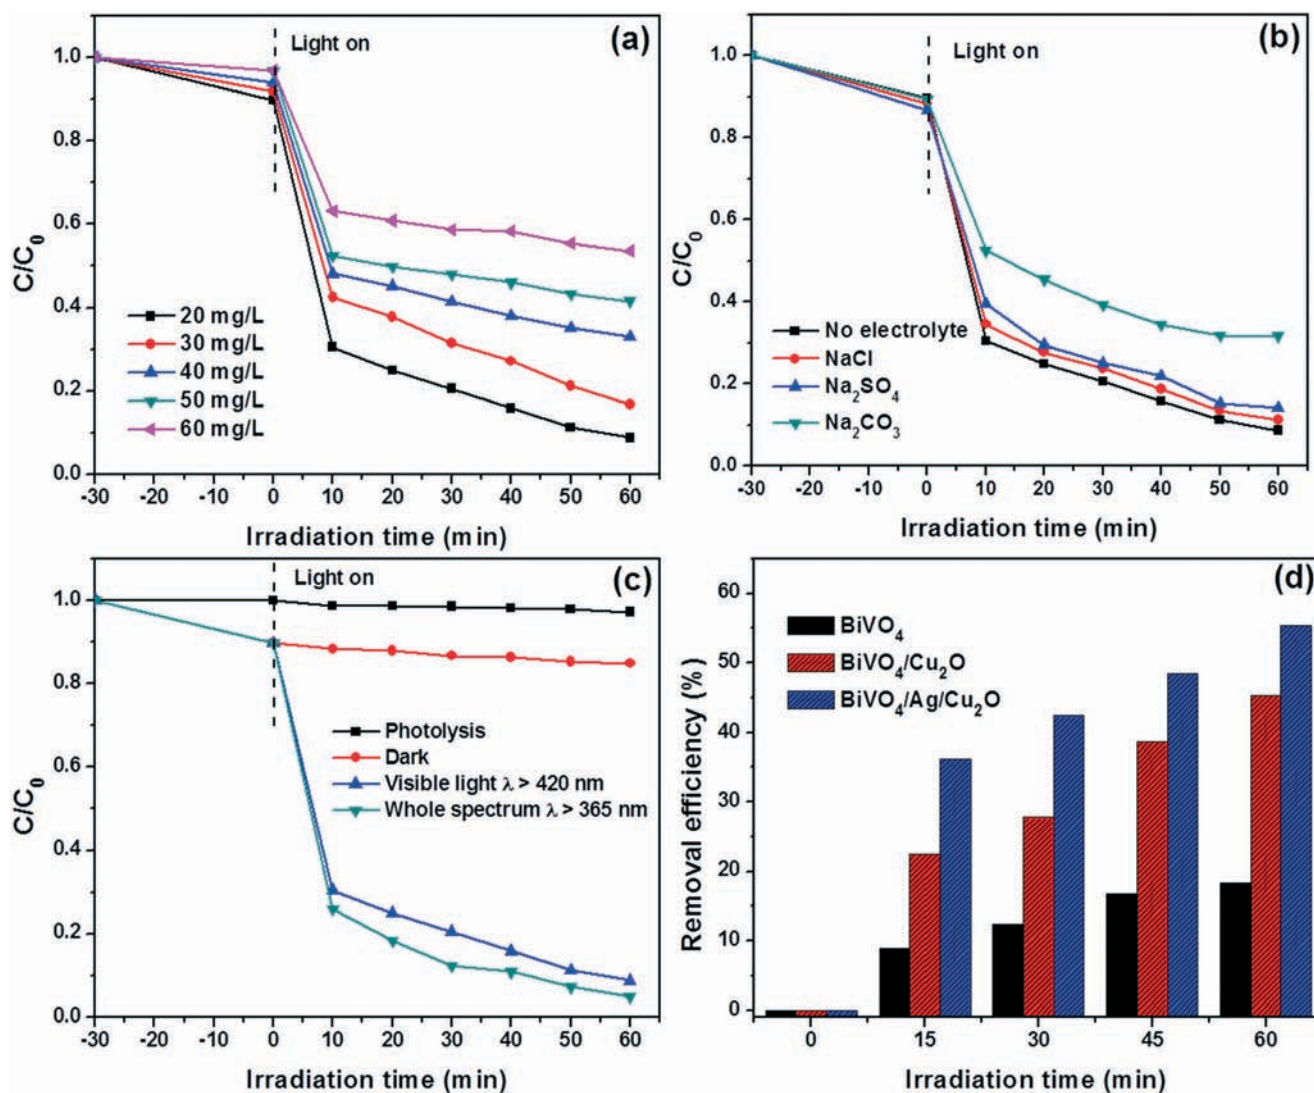 (a)
Light on
C/C₀
1.0
0.8
0.6
0.4
0.2
0.0
20 mg/L
30 mg/L
40 mg/L
50 mg/L
60 mg/L
-30 -20 -10 0 10 20 30 40 50 60
Irradiation time (min)
(b)
Light on
C/C₀
1.0
0.8
0.6
0.4
0.2
0.0
No electrolyte
NaCl
Na₂SO₄
Na₂CO₃
-30 -20 -10 0 10 20 30 40 50 60
Irradiation time (min)
(c)
Light on
C/C₀
1.0
0.8
0.6
0.4
0.2
0.0
Photolysis
Dark
Visible light λ > 420 nm
Whole spectrum λ > 365 nm
-30 -20 -10 0 10 20 30 40 50 60
Irradiation time (min)
(d)
Removal efficiency (%)
60
50
40
30
20
10
0
BiVO₄
BiVO₄/Cu₂O
BiVO₄/Ag/Cu₂O
0 15 30 45 60
Irradiation time (min)